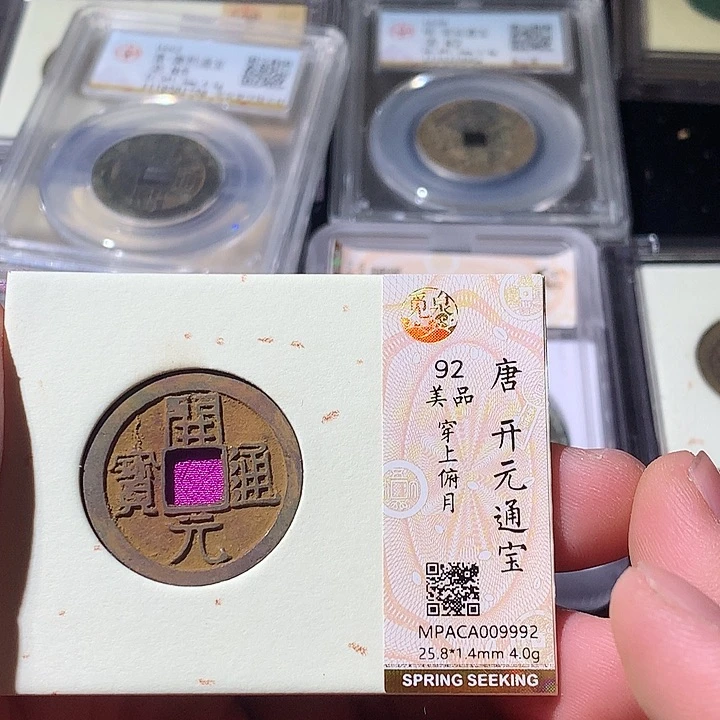 開
元
通
寶
觅泉
唐 开元通宝
92
美品
穿上俯月
MPACA009992
25.8*1.4mm 4.0g
SPRING SEEKING